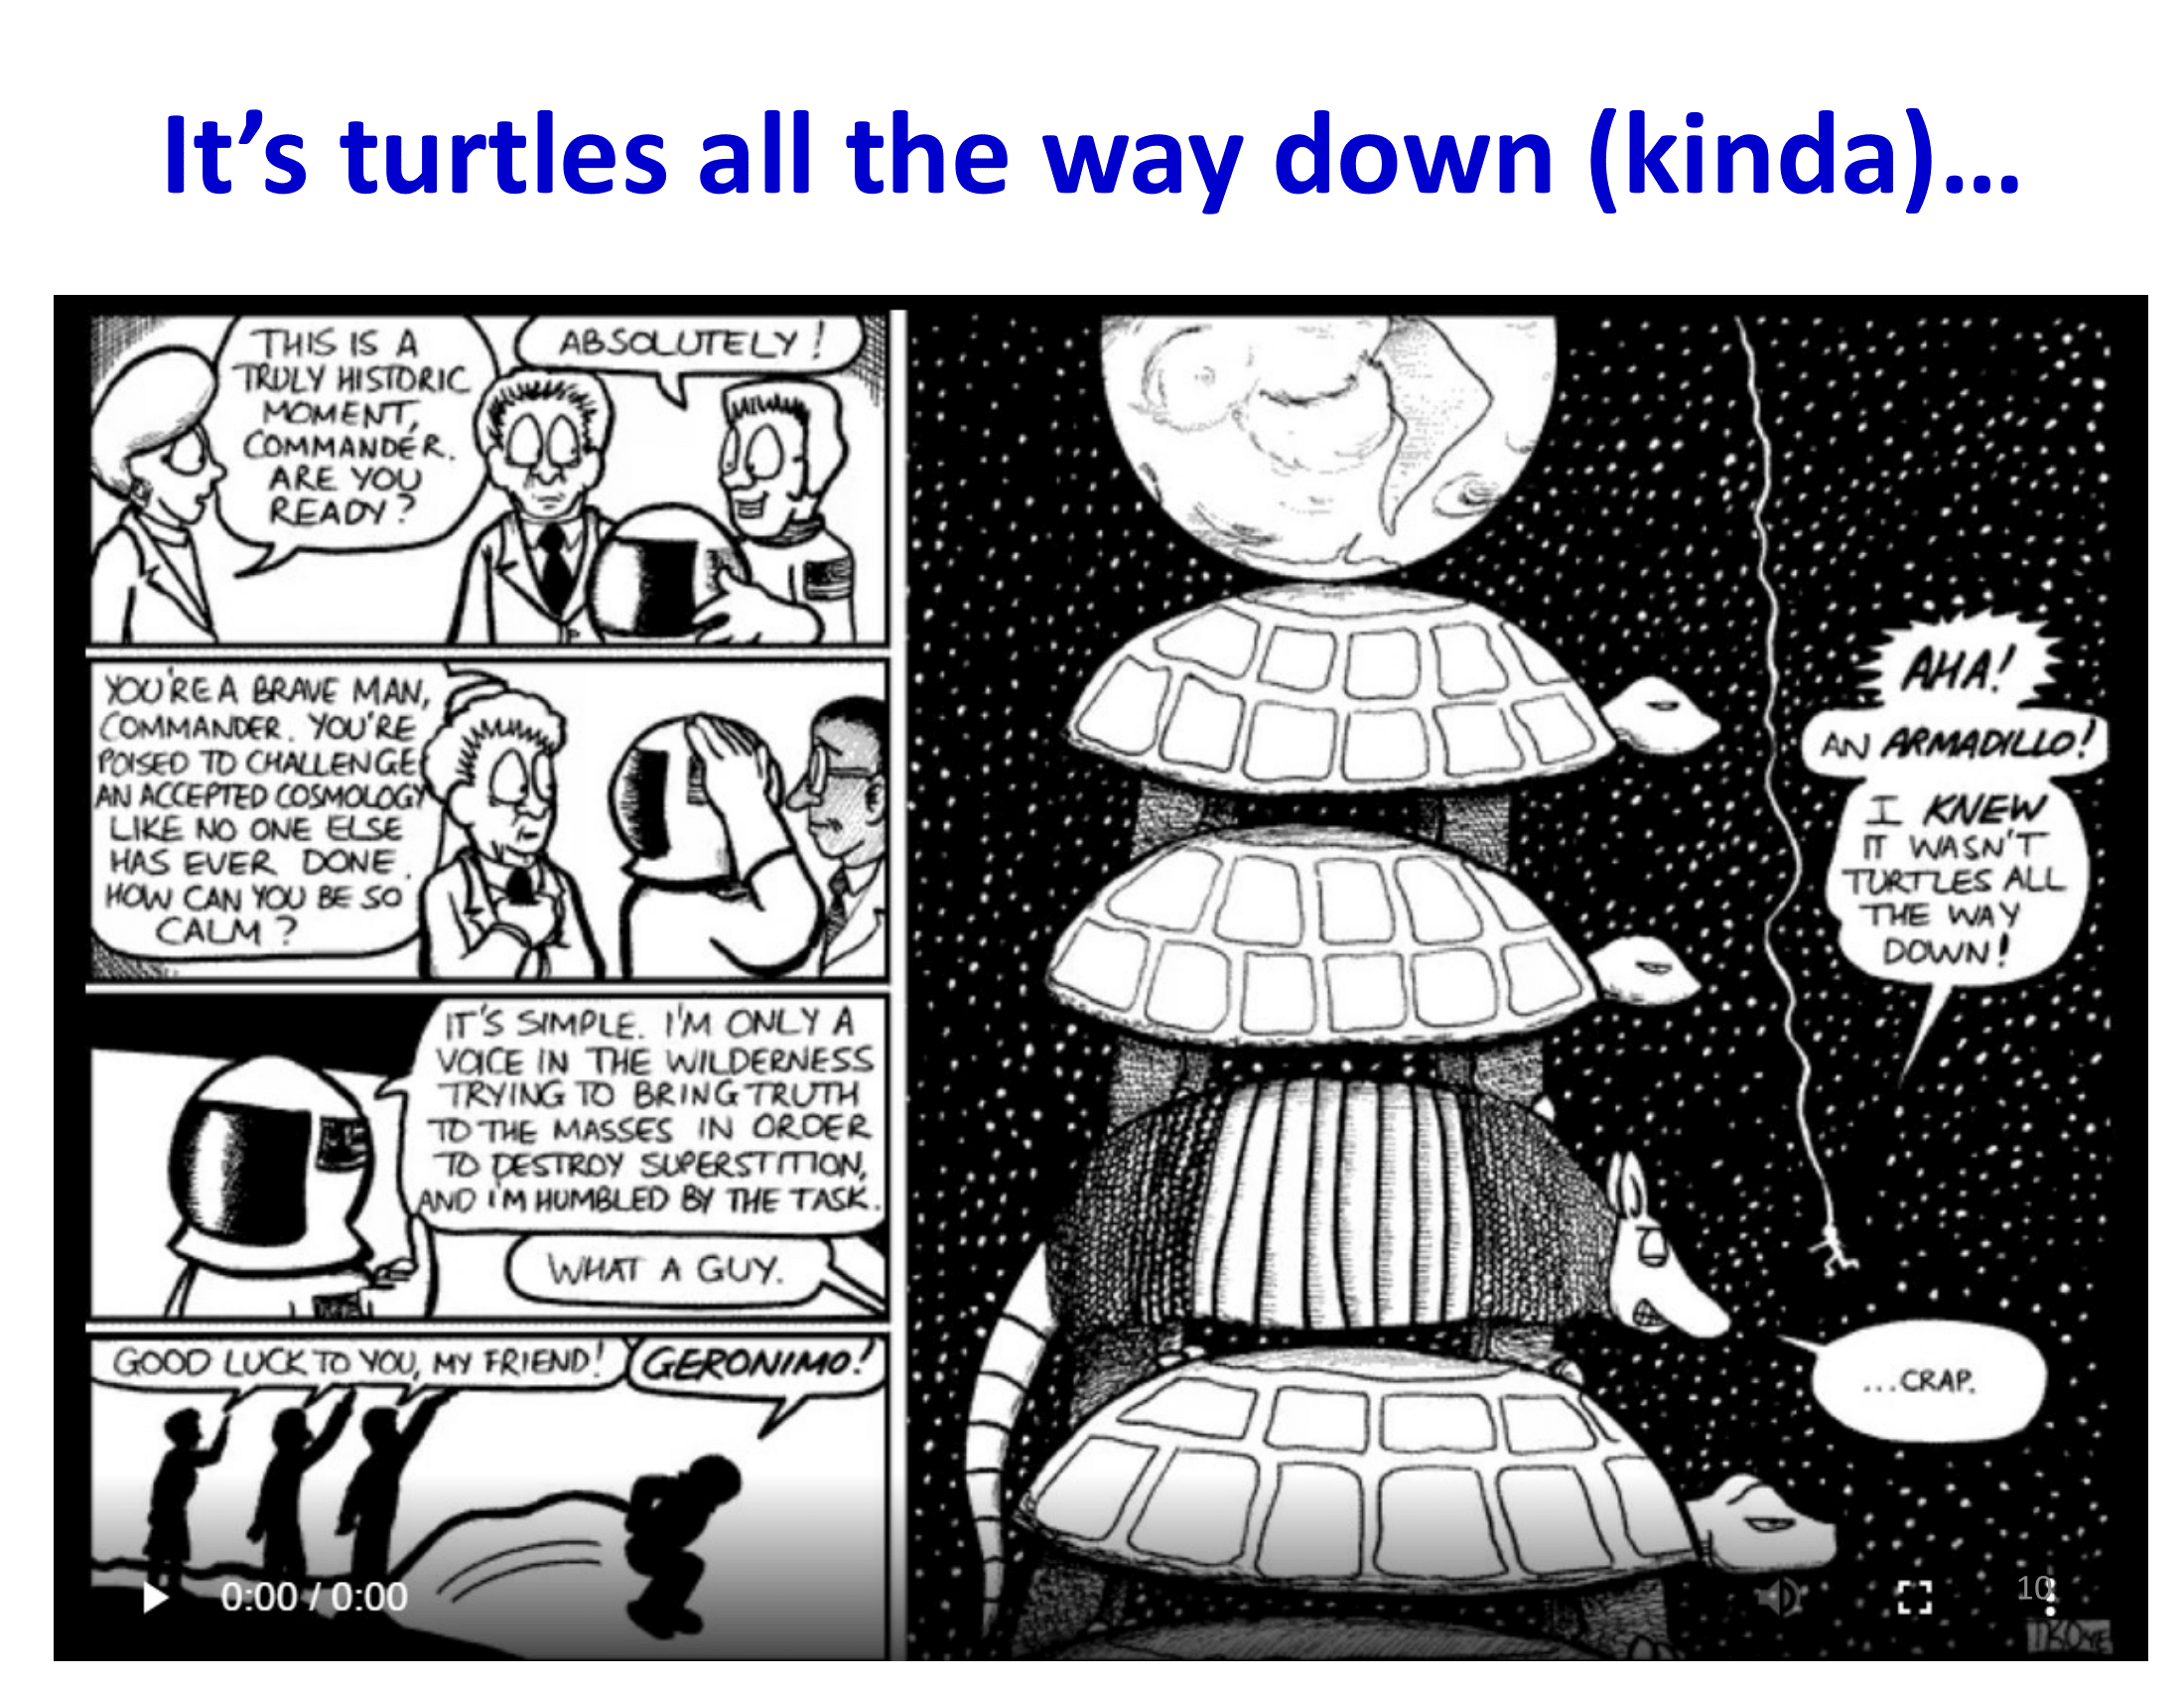 It’s turtles all the way down (kinda)...
THIS IS A
TRULY HISTORIC
MOMENT,
COMMANDER.
ARE YOU
READY?
ABSOLUTELY!
YOU'RE A BRAVE MAN,
COMMANDER. YOU'RE
POISED TO CHALLENGE
AN ACCEPTED COSMOLOGY
LIKE NO ONE ELSE
HAS EVER DONE.
HOW CAN YOU BE SO
CALM?
IT'S SIMPLE. I'M ONLY A
VOICE IN THE WILDERNESS
TRYING TO BRING TRUTH
TO THE MASSES IN ORDER
TO DESTROY SUPERSTITION,
AND I'M HUMBLED BY THE TASK.
WHAT A GUY.
GOOD LUCK TO YOU, MY FRIEND!
GERONIMO!
AHA!
AN ARMADILLO!
I KNEW
IT WASN'T
TURTLES ALL
THE WAY
DOWN!
...CRAP.
0:00 / 0:00
10